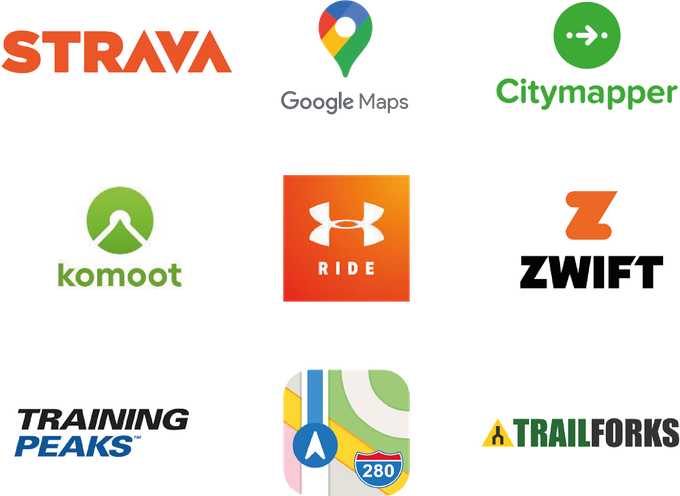 STRAVA
Google Maps
Citymapper
komoot
RIDE
ZWIFT
TRAINING
PEAKS™
280
TRAILFORKS